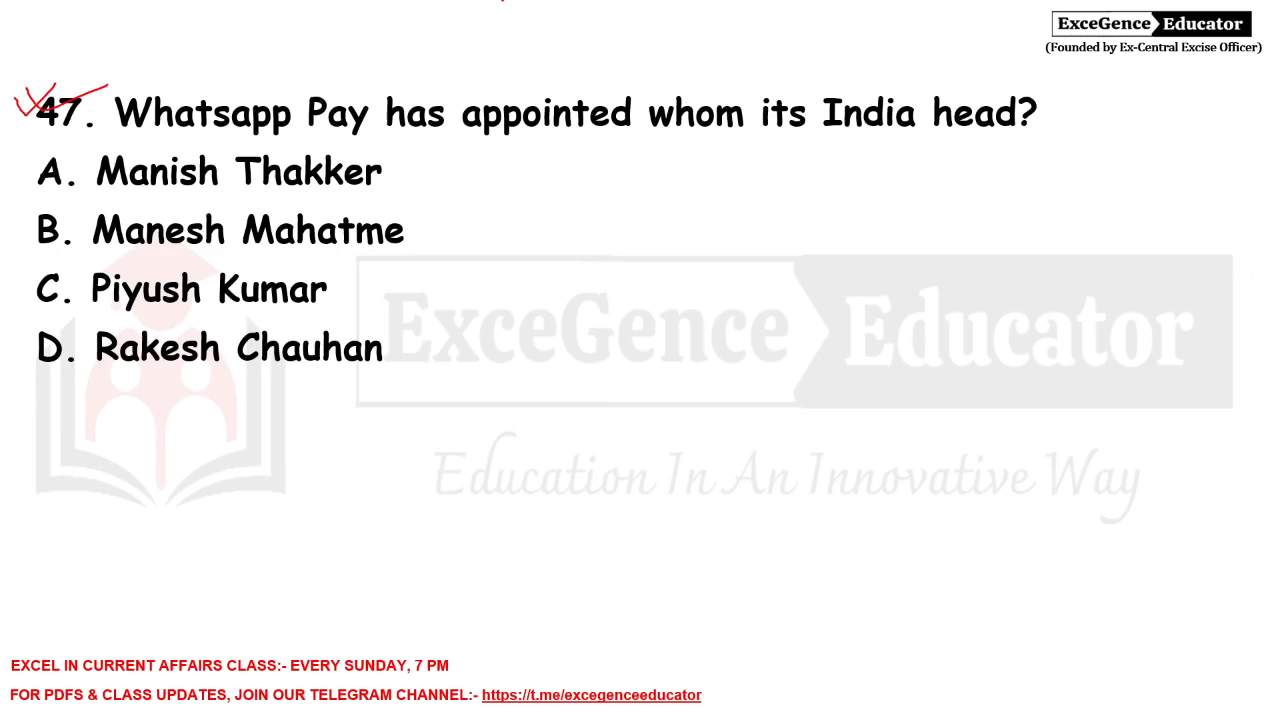 ExceGence Educator
(Founded by Ex-Central Excise Officer)
47. Whatsapp Pay has appointed whom its India head?
A. Manish Thakker
B. Manesh Mahatme
C. Piyush Kumar
D. Rakesh Chauhan
ExceGence Educator
Education In An Innovative Way
EXCEL IN CURRENT AFFAIRS CLASS:- EVERY SUNDAY, 7 PM
FOR PDFS & CLASS UPDATES, JOIN OUR TELEGRAM CHANNEL:- https://t.me/excegenceeducator